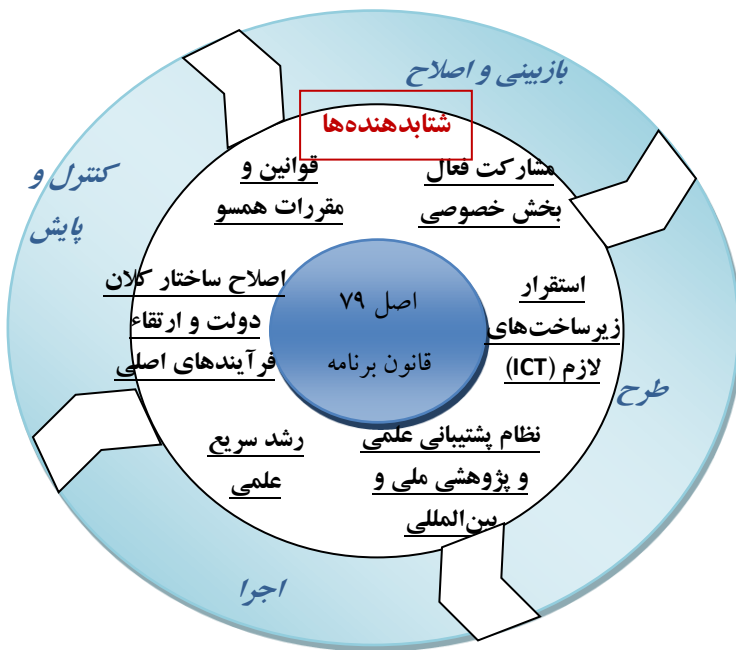 بازبینی و اصلاح
شتابدهنده‌ها
مشارکت فعال
بخش خصوصی
قوانین و
مقررات همسو
کنترل و
پایش
استقرار
زیرساخت‌های
لازم (ICT)
اصل ۷۹
قانون برنامه
اصلاح ساختار کلان
دولت و ارتقاء
فرآیندهای اصلی
طرح
نظام پشتیبانی علمی
و پژوهشی ملی و
بین‌المللی
رشد سریع
علمی
اجرا